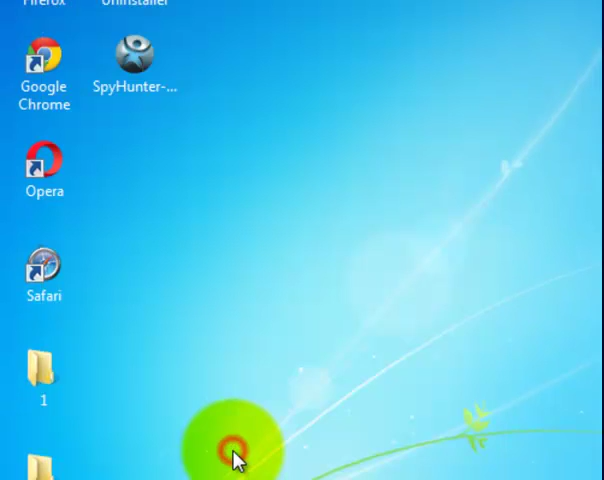 Firefox
Uninstaller
Google
Chrome
SpyHunter-...
Opera
Safari
1